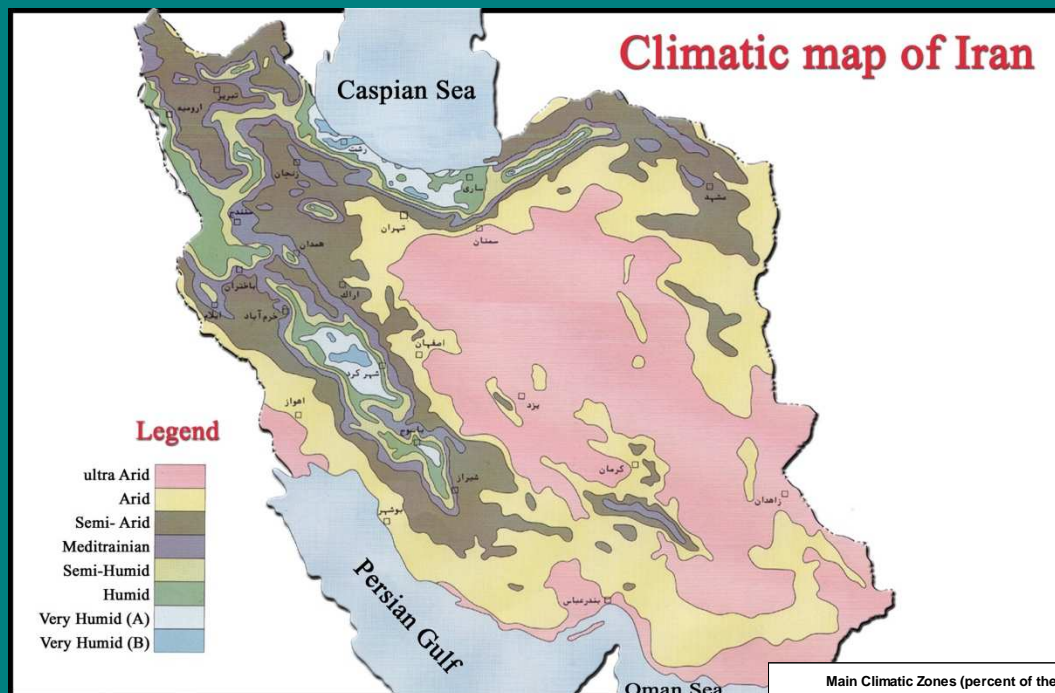 Climatic map of Iran
Caspian Sea
تبریز
ارومیه
رشت
زنجان
ساری
مشهد
سنندج
تهران
سمنان
همدان
باختران
اراک
ایلام
خرم‌آباد
اصفهان
شهر کرد
یزد
اهواز
یاسوج
کرمان
شیراز
زاهدان
بوشهر
بندرعباس
Persian Gulf
Oman Sea
Legend
ultra Arid
Arid
Semi- Arid
Meditrainian
Semi-Humid
Humid
Very Humid (A)
Very Humid (B)
Main Climatic Zones (percent of the